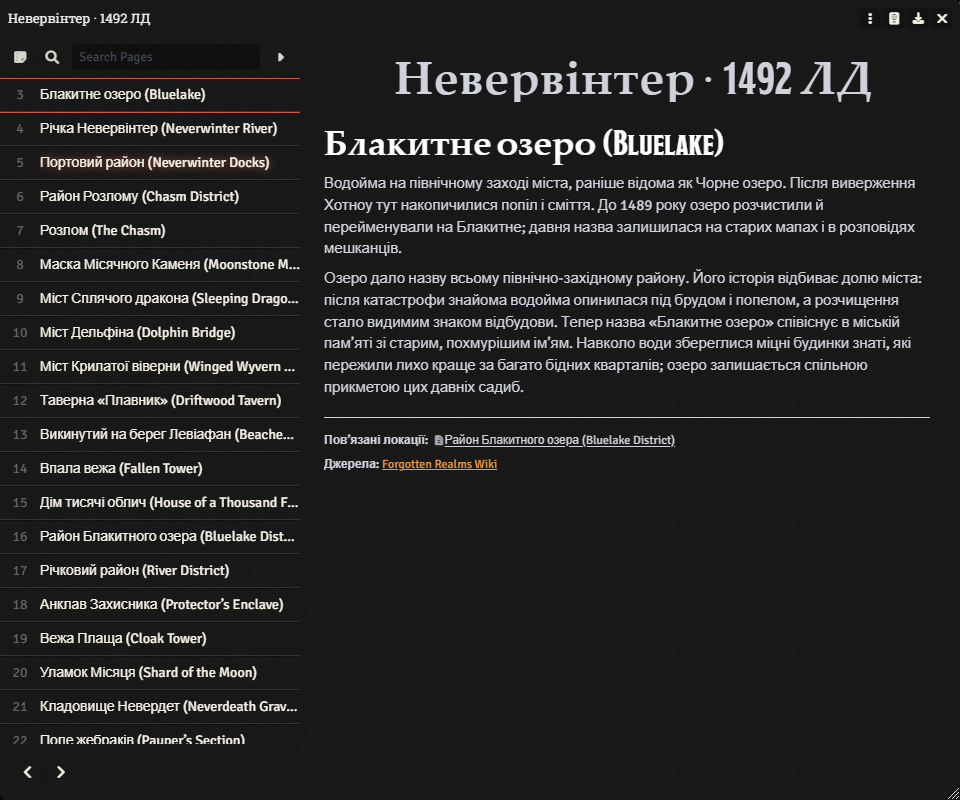 Невервінтер · 1492 ЛД
Search Pages
3 Блакитне озеро (Bluelake)
4 Річка Невервінтер (Neverwinter River)
5 Портовий район (Neverwinter Docks)
6 Район Розлому (Chasm District)
7 Розлом (The Chasm)
8 Маска Місячного Каменя (Moonstone M...
9 Міст Сплячого дракона (Sleeping Drago...
10 Міст Дельфіна (Dolphin Bridge)
11 Міст Крилатої віверни (Winged Wyvern ...
12 Таверна «Плавник» (Driftwood Tavern)
13 Викинутий на берег Левіафан (Beache...
14 Впала вежа (Fallen Tower)
15 Дім тисячі облич (House of a Thousand F...
16 Район Блакитного озера (Bluelake Dist...
17 Річковий район (River District)
18 Анклав Захисника (Protector’s Enclave)
19 Вежа Плаща (Cloak Tower)
20 Уламок Місяця (Shard of the Moon)
21 Кладовище Невердет (Neverdeath Grav...
22 Поле жебраків (Pauper’s Section)
Невервінтер · 1492 ЛД
Блакитне озеро (Bluelake)
Водойма на північному заході міста, раніше відома як Чорне озеро. Після виверження
Хотноу тут накопичилися попіл і сміття. До 1489 року озеро розчистили й
перейменували на Блакитне; давня назва залишилася на старих мапах і в розповідях
мешканців.
Озеро дало назву всьому північно-західному району. Його історія відбиває долю міста:
після катастрофи знайома водойма опинилася під брудом і попелом, а розчищення
стало видимим знаком відбудови. Тепер назва «Блакитне озеро» співіснує в міській
пам’яті зі старим, похмурішим ім’ям. Навколо води збереглися міцні будинки знаті, які
пережили лихо краще за багато бідних кварталів; озеро залишається спільною
прикметою цих давніх садиб.
Пов’язані локації: Район Блакитного озера (Bluelake District)
Джерела: Forgotten Realms Wiki